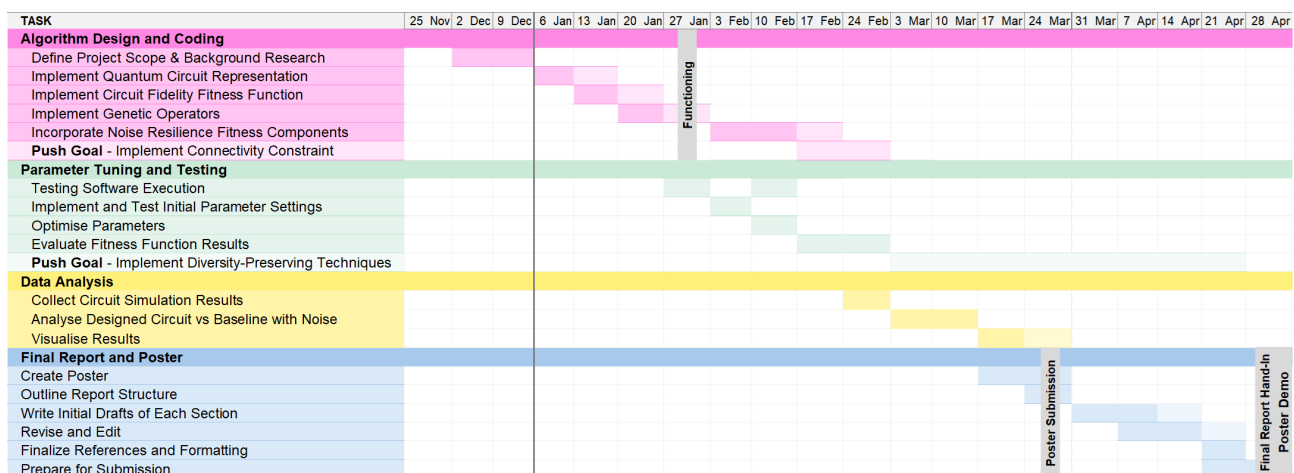 TASK 25 Nov 2 Dec 9 Dec 6 Jan 13 Jan 20 Jan 27 Jan 3 Feb 10 Feb 17 Feb 24 Feb 3 Mar 10 Mar 17 Mar 24 Mar 31 Mar 7 Apr 14 Apr 21 Apr 28 Apr
Algorithm Design and Coding
Define Project Scope & Background Research
Implement Quantum Circuit Representation
Implement Circuit Fidelity Fitness Function
Implement Genetic Operators
Incorporate Noise Resilience Fitness Components
Push Goal - Implement Connectivity Constraint
Functioning
Parameter Tuning and Testing
Testing Software Execution
Implement and Test Initial Parameter Settings
Optimise Parameters
Evaluate Fitness Function Results
Push Goal - Implement Diversity-Preserving Techniques
Data Analysis
Collect Circuit Simulation Results
Analyse Designed Circuit vs Baseline with Noise
Visualise Results
Final Report and Poster
Create Poster
Outline Report Structure
Write Initial Drafts of Each Section
Revise and Edit
Finalize References and Formatting
Prepare for Submission
Poster Submission
Final Report Hand-In
Poster Demo